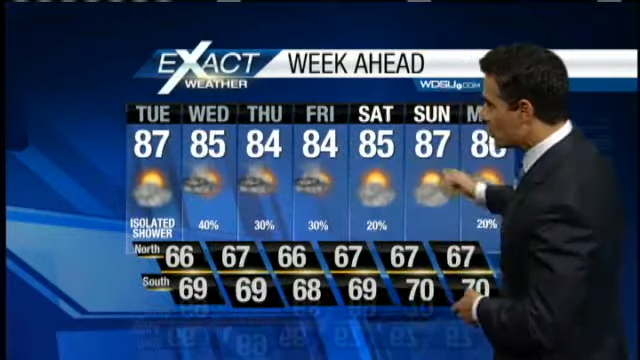 EXACT WEEK AHEAD
WEATHER
WDSU.COM
TUE WED THU FRI SAT SUN
87 85 84 84 85 87
ISOLATED SHOWER 40% 30% 30% 20% 20%
North 66 67 66 67 67 67
South 69 69 68 69 70 70